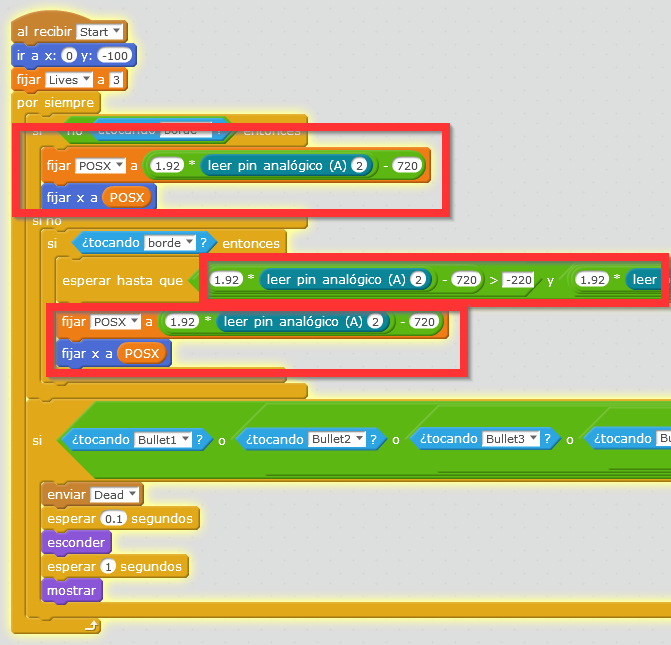 al recibir Start
ir a x: 0 y: -100
fijar Lives a 3
por siempre
si no ¿tocando borde ? entonces
fijar POSX a 1.92 * leer pin analógico (A) 2 - 720
fijar x a POSX
si no
si ¿tocando borde ? entonces
esperar hasta que 1.92 * leer pin analógico (A) 2 - 720 > -220 y 1.92 * leer
fijar POSX a 1.92 * leer pin analógico (A) 2 - 720
fijar x a POSX
si ¿tocando Bullet1 ? o ¿tocando Bullet2 ? o ¿tocando Bullet3 ? o ¿tocando
enviar Dead
esperar 0.1 segundos
esconder
esperar 1 segundos
mostrar